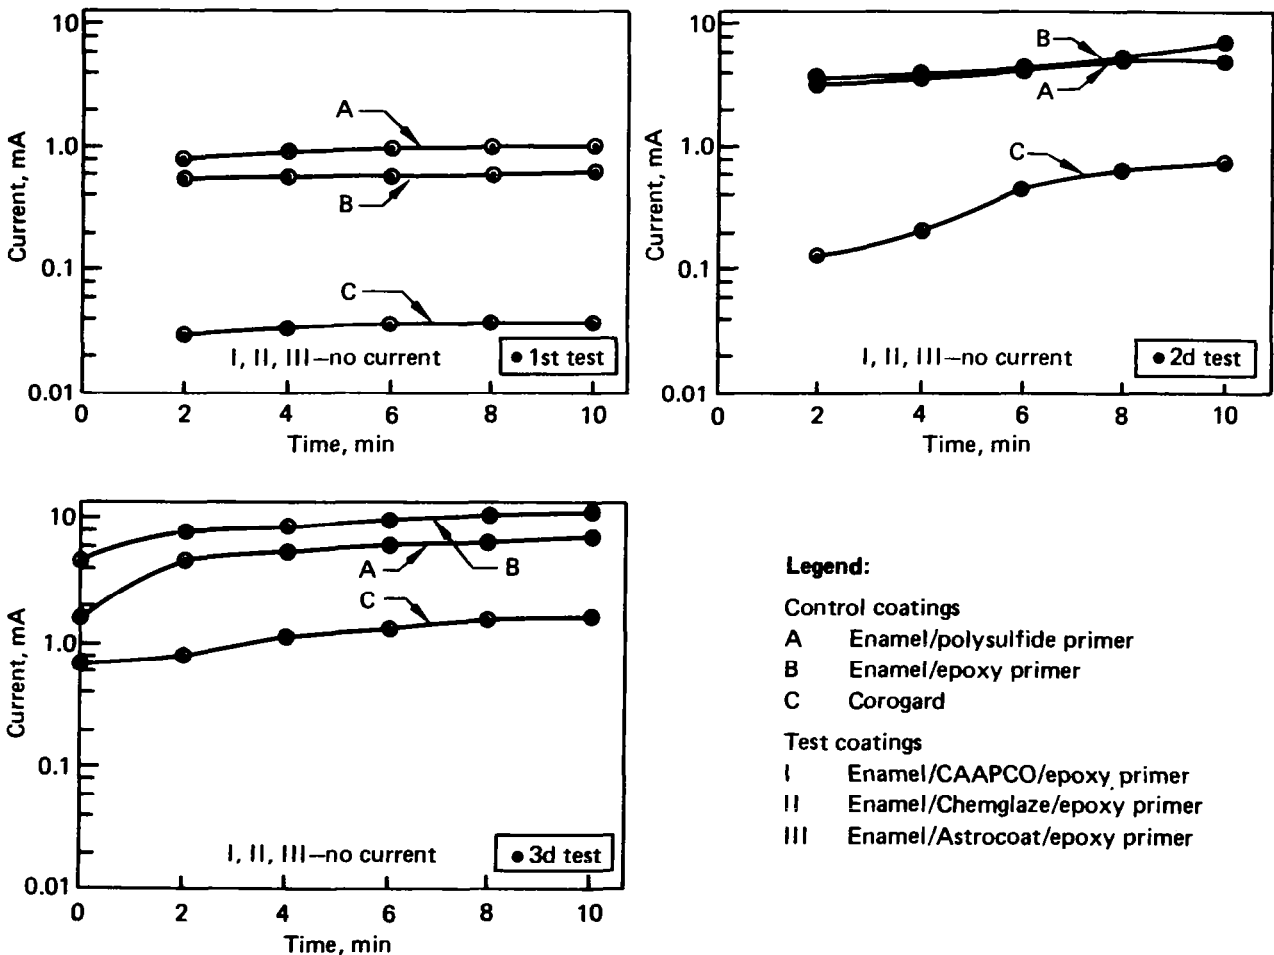 10
1.0
0.1
0.01
Current, mA
A
B
C
I, II, III—no current
● 1st test
0 2 4 6 8 10
Time, min
10
1.0
0.1
0.01
Current, mA
B
A
C
I, II, III—no current
● 2d test
0 2 4 6 8 10
Time, min
10
1.0
0.1
0.01
Current, mA
A
B
C
I, II, III—no current
● 3d test
0 2 4 6 8 10
Time, min
Legend:
Control coatings
A Enamel/polysulfide primer
B Enamel/epoxy primer
C Corogard
Test coatings
I Enamel/CAAPCO/epoxy primer
II Enamel/Chemglaze/epoxy primer
III Enamel/Astrocoat/epoxy primer